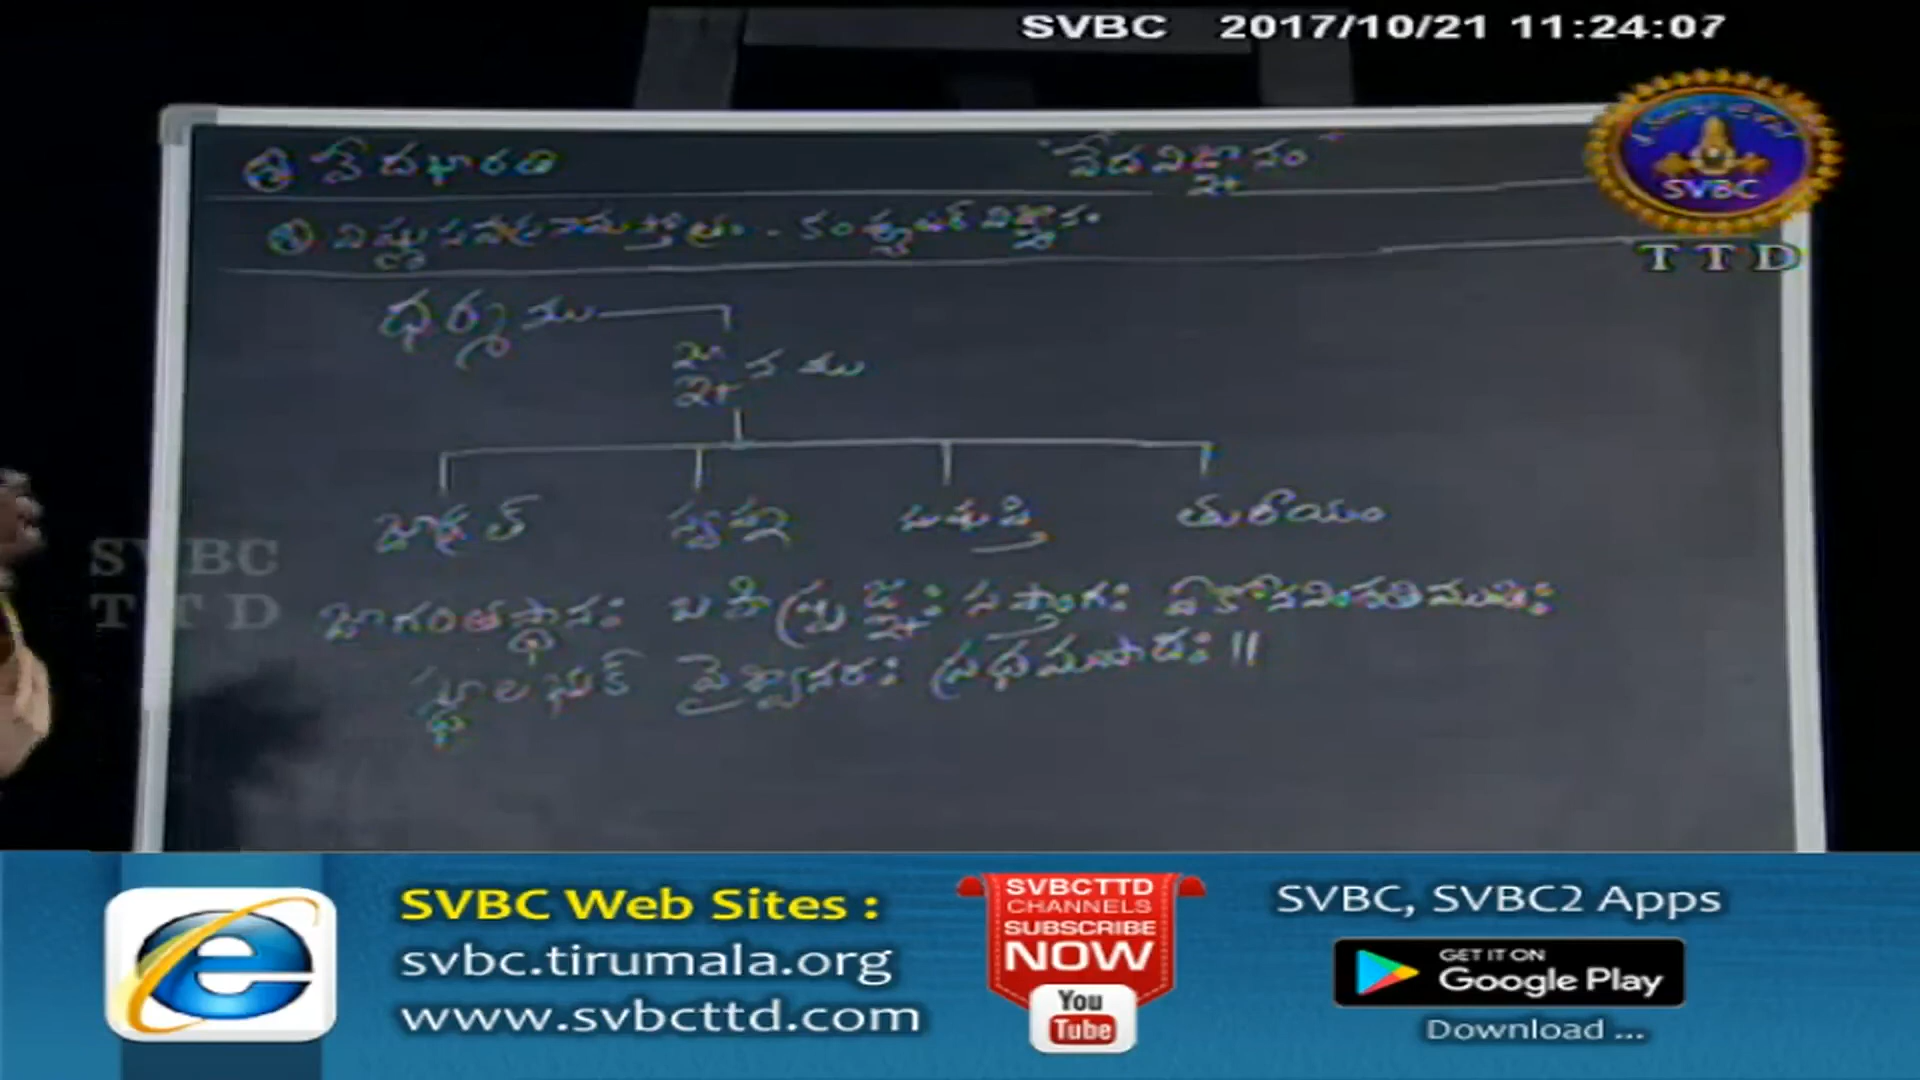 SVBC 2017/10/21 11:24:07
వేదభారతి "వేదవిజ్ఞానం"
విష్ణుసహస్రనామస్తోత్రం - కంప్యూటర్ విజ్ఞానం
SVBC
TTD
ధర్మము
జ్ఞానము
జాగ్రత్ స్వప్న సుషుప్తి తురీయం
SVBC
TTD
జాగరితస్థానః బహిప్రజ్ఞః సప్తాంగః ఏకోనవింశతిముఖః
స్థూలభుక్ వైశ్వానరః ప్రథమపాదః ||
SVBC Web Sites :
svbc.tirumala.org
www.svbcttd.com
SVBCTTD
CHANNELS
SUBSCRIBE
NOW
You
Tube
SVBC, SVBC2 Apps
GET IT ON
Google Play
Download ...